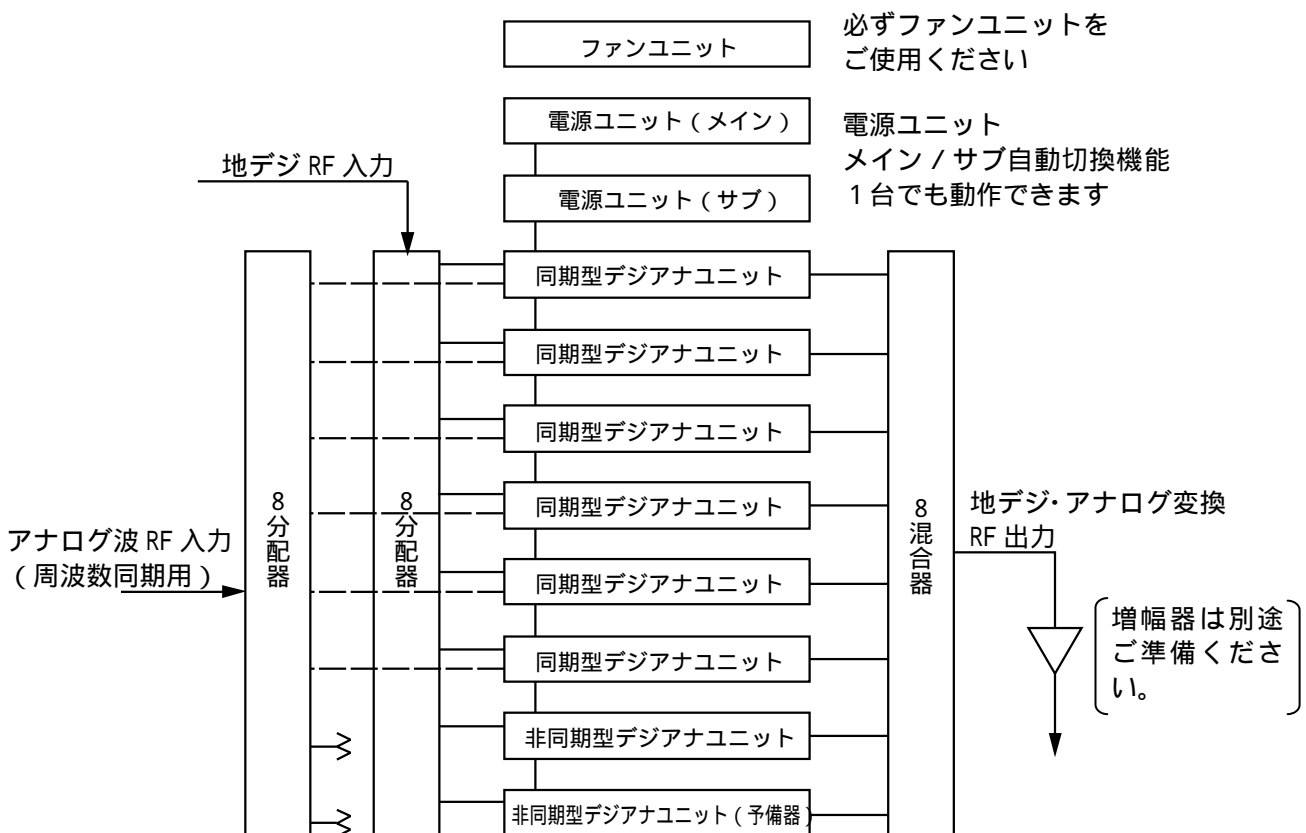 ファンユニット
必ずファンユニットを
ご使用ください
電源ユニット(メイン)
電源ユニット
メイン/サブ自動切換機能
1台でも動作できます
地デジ RF 入力
電源ユニット(サブ)
同期型デジアナユニット
同期型デジアナユニット
同期型デジアナユニット
同期型デジアナユニット
同期型デジアナユニット
同期型デジアナユニット
非同期型デジアナユニット
非同期型デジアナユニット(予備器)
アナログ波 RF 入力
(周波数同期用)
8分配器
8分配器
8混合器
地デジ・アナログ変換
RF 出力
増幅器は別途
ご準備くださ
い。